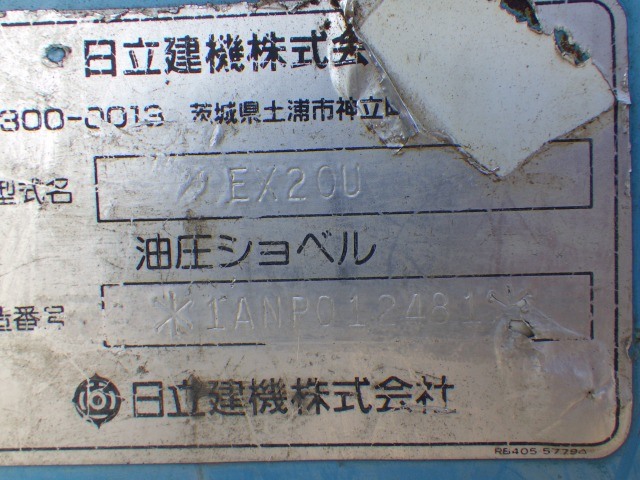 日立建機株式会
300-0013 茨城県土浦市神立
型式名 EX20U
油圧ショベル
造番号 *1ANP012481*
日立建機株式会社